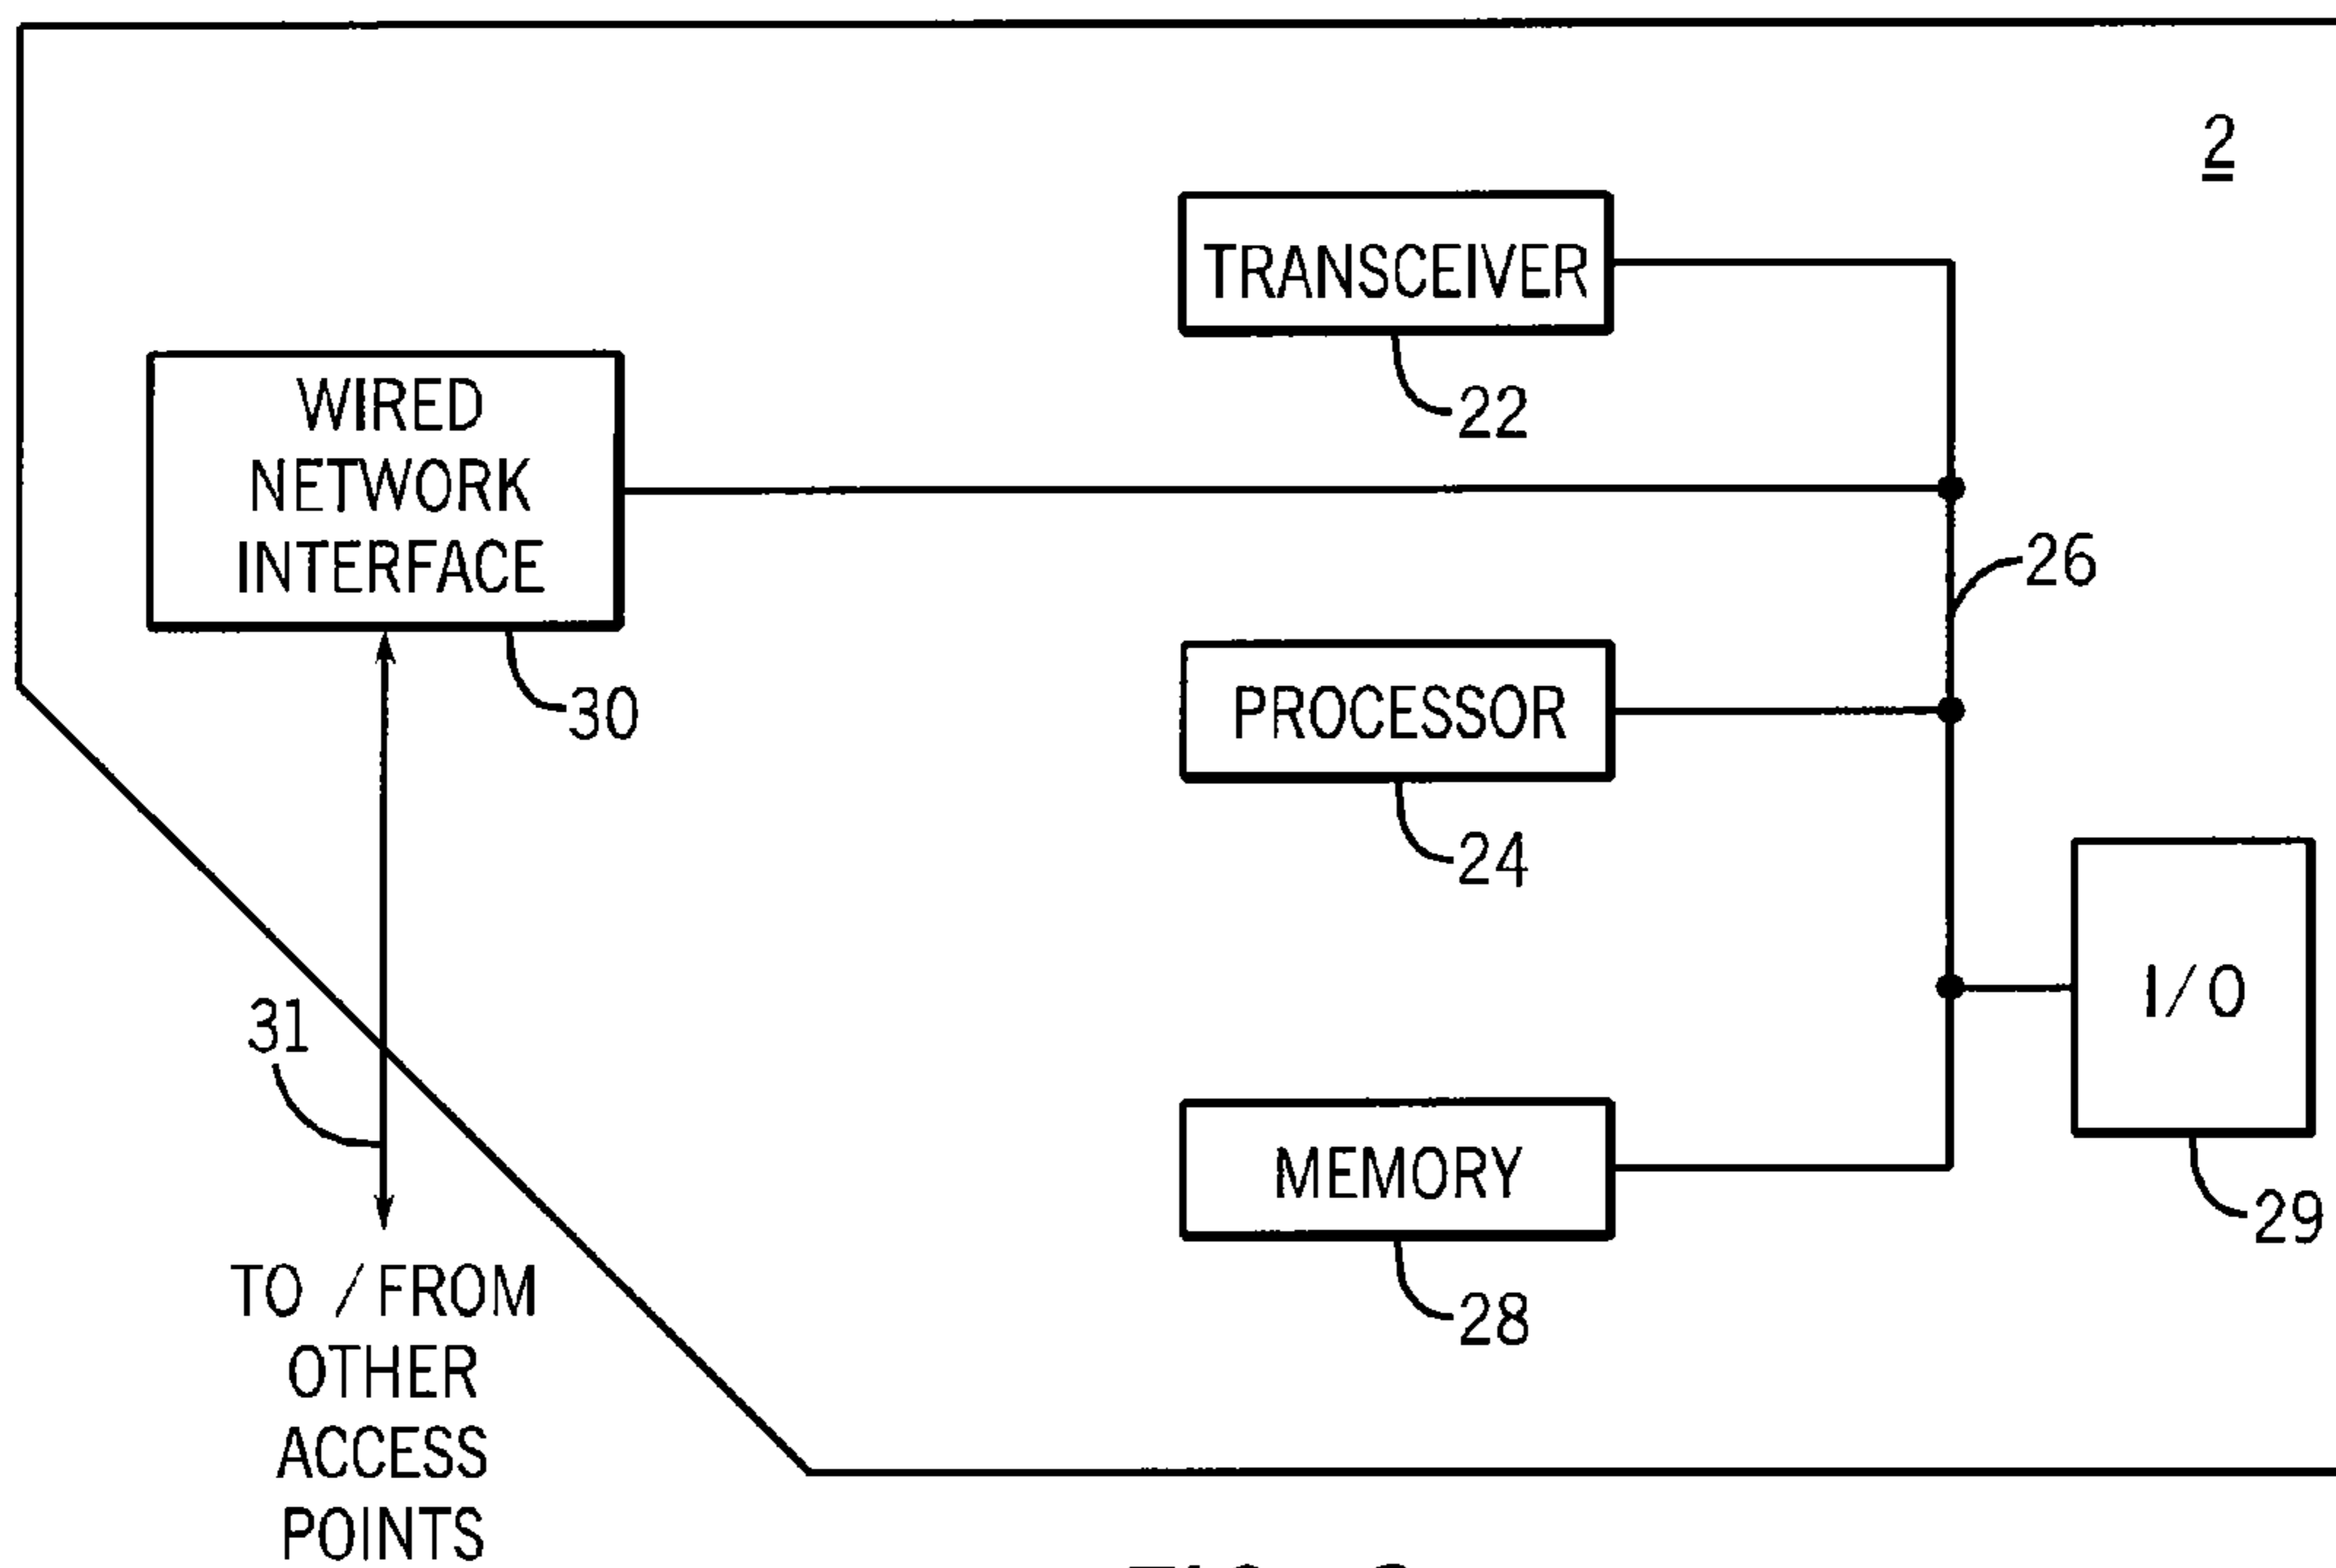 2
TRANSCEIVER
22
WIRED
NETWORK
INTERFACE
30
26
PROCESSOR
24
I/O
29
31
MEMORY
28
TO / FROM
OTHER
ACCESS
POINTS